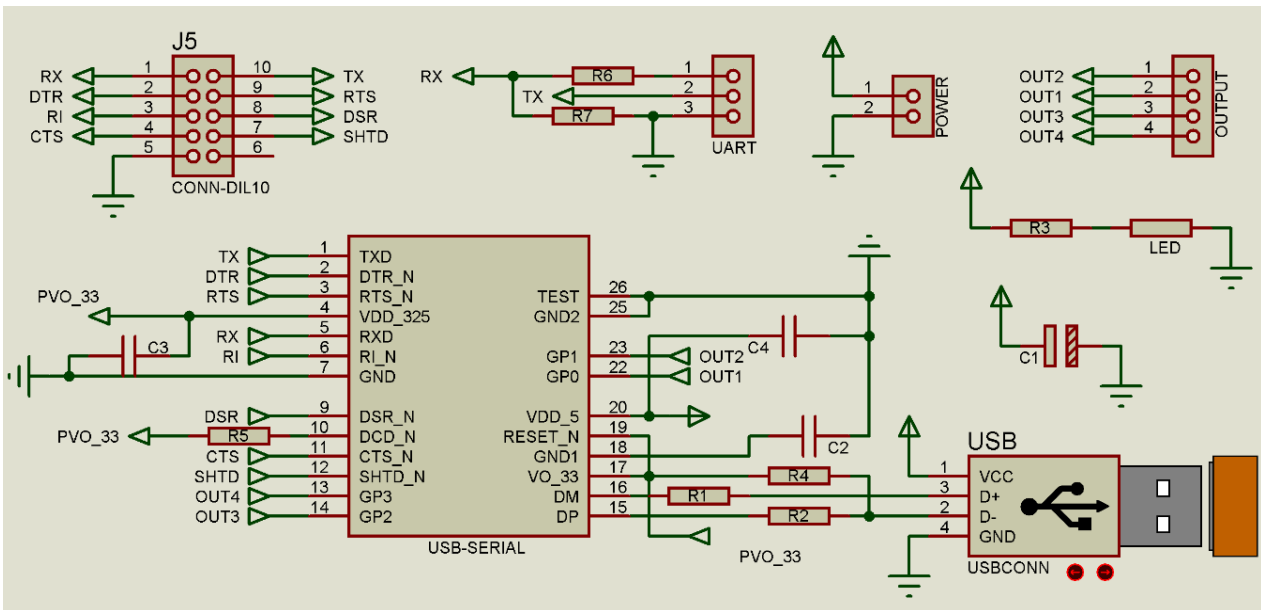 J5
RX 1 10 TX
DTR 2 9 RTS
RI 3 8 DSR
CTS 4 7 SHTD
5 6
CONN-DIL10
RX R6 1
TX 2
R7 3
UART
1
2
POWER
OUT2 1
OUT1 2
OUT3 3
OUT4 4
OUTPUT
R3
LED
C1
TX 1 TXD
DTR 2 DTR_N
RTS 3 RTS_N
PVO_33 4 VDD_325
RX 5 RXD
C3
RI 6 RI_N
7 GND
DSR 9 DSR_N
PVO_33 R5 10 DCD_N
CTS 11 CTS_N
SHTD 12 SHTD_N
OUT4 13 GP3
OUT3 14 GP2
TEST 26
GND2 25
C4
GP1 23 OUT2
GP0 22 OUT1
VDD_5 20
RESET_N 19
GND1 18 C2
VO_33 17 R4
DM 16 R1
DP 15 R2
PVO_33
USB-SERIAL
USB
1 VCC
3 D+
2 D-
4 GND
USBCONN